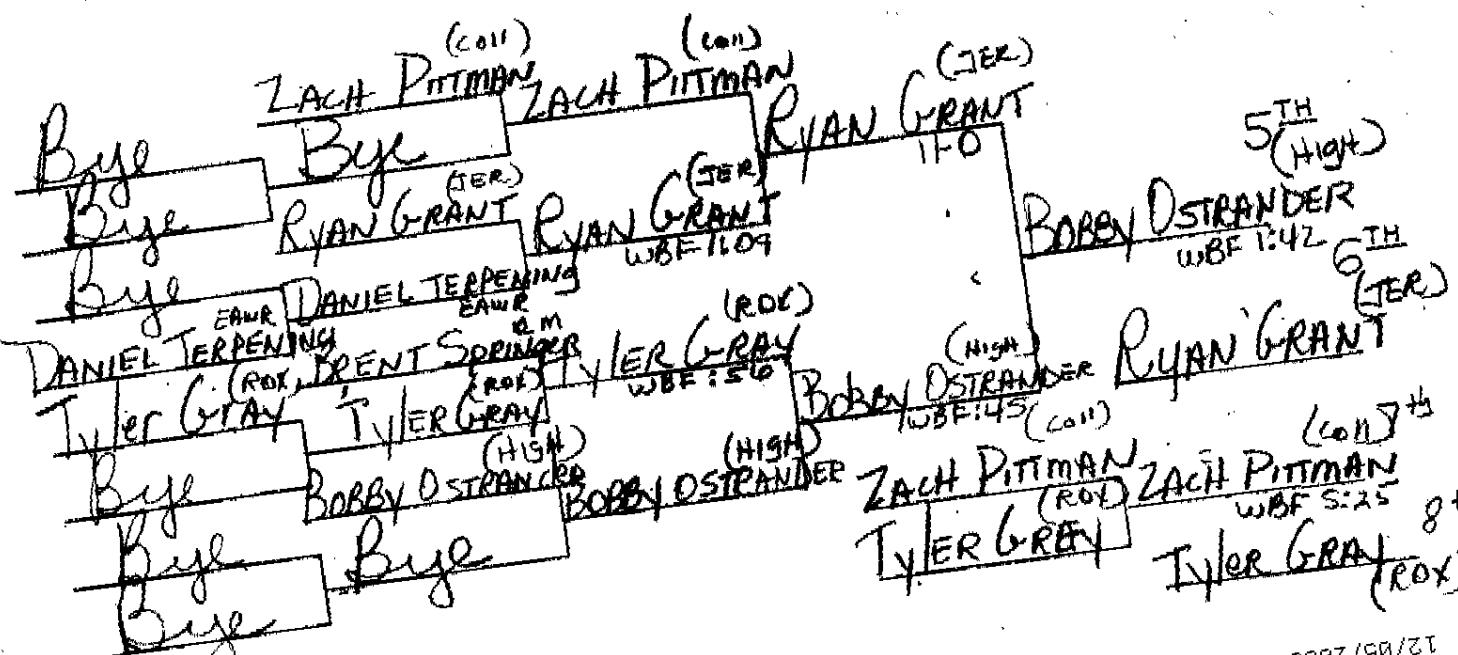 (coll)
ZACH PITTMAN
(coll)
ZACH PITTMAN
(JER.)
RYAN GRANT
11-0
5TH
(HIGH)
BOBBY OSTRANDER
WBF 1:42
6TH
(JER)
RYAN GRANT
Bye
Bye
Bye
(JER.)
RYAN GRANT
(JER)
RYAN GRANT
WBF 1:09
Bye
DANIEL TERPENING
EAWR
EAWR
DANIEL TERPENING
BRENT SPRINGER
(ROX)
TYLER GRAY
WBF :56
(HIGH)
BOBBY OSTRANDER
WBF :45
Tyler Gray
(ROX)
(ROX)
TYLER GRAY
Bye
(HIGH)
BOBBY OSTRANDER
(HIGH)
BOBBY OSTRANDER
(coll)
ZACH PITTMAN
(ROX)
TYLER GREY
(coll)
ZACH PITTMAN
WBF 5:25
8
TYLER GRAY
(ROX)
Bye
Bye
Bye
12/05/